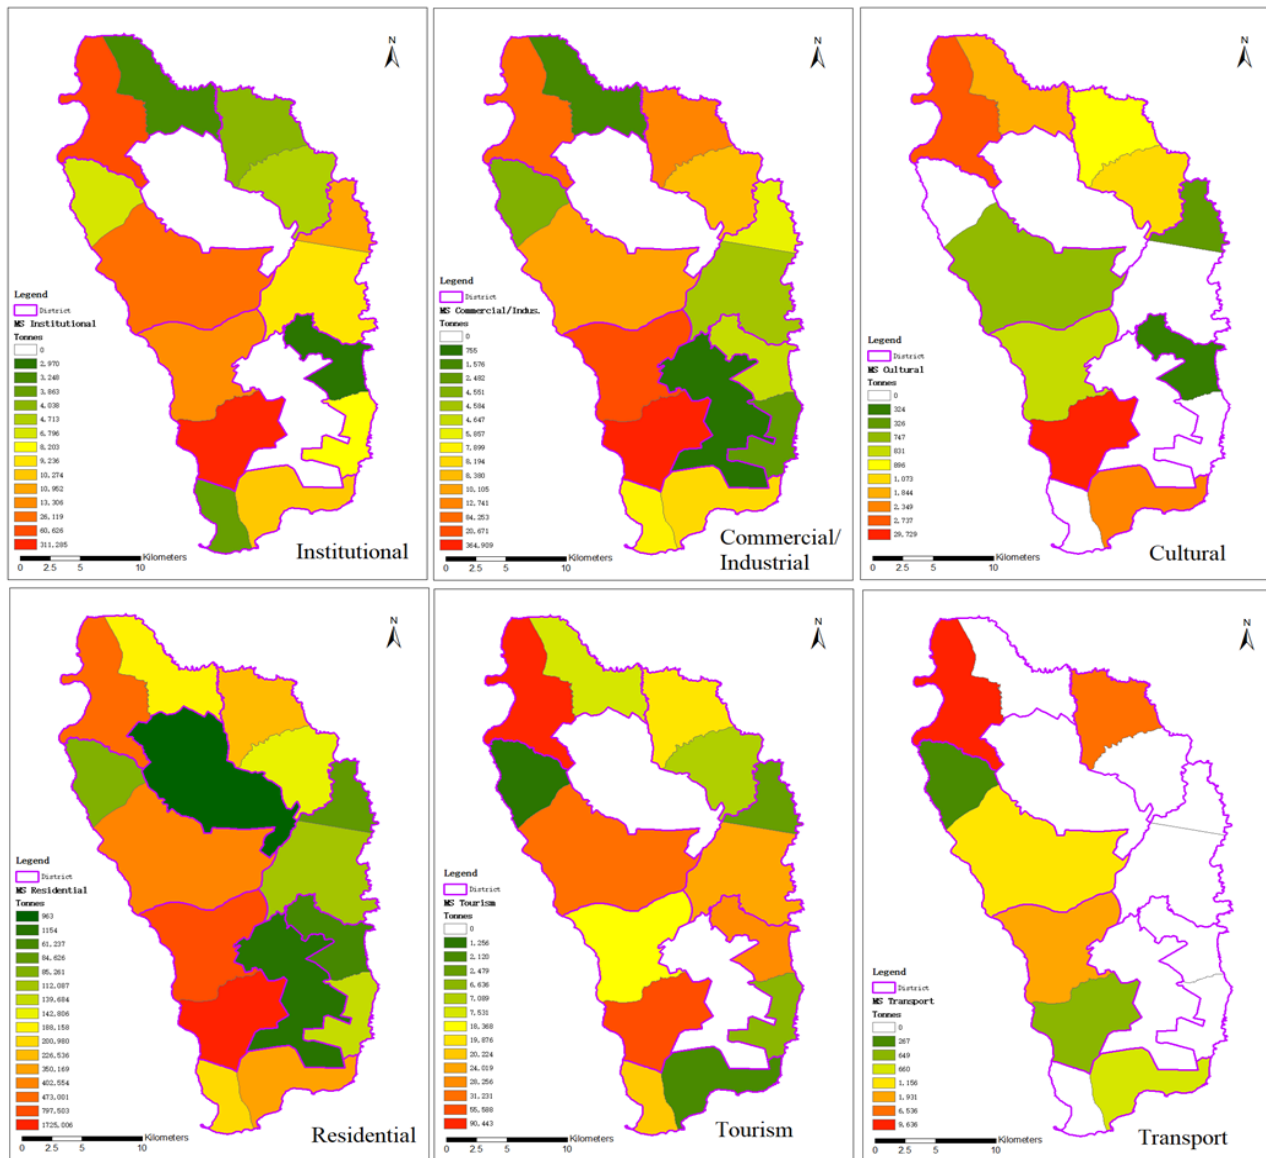 N
Legend
District
MS Institutional
Tonnes
0
2,970
3,248
3,863
4,038
4,713
6,796
8,203
9,236
10,274
10,952
13,306
26,119
60,626
311,285
0 2.5 5 10 Kilometers
Institutional
N
Legend
District
MS Commercial/Indus.
Tonnes
0
755
1,576
2,482
4,551
4,584
4,647
5,857
7,899
8,194
8,380
10,105
12,741
84,253
20,671
364,909
0 2.5 5 10 Kilometers
Commercial/
Industrial
N
Legend
District
MS Cultural
Tonnes
0
324
326
747
831
896
1,073
1,844
2,349
2,737
29,729
0 2.5 5 10 Kilometers
Cultural
N
Legend
District
MS Residential
Tonnes
963
1154
61,237
84,626
85,261
112,087
139,684
142,806
188,158
200,980
226,536
350,169
402,554
473,001
797,503
1725,006
0 2.5 5 10 Kilometers
Residential
N
Legend
District
MS Tourism
Tonnes
0
1,256
2,120
2,479
6,636
7,089
7,531
18,368
19,876
20,224
24,019
28,256
31,231
55,588
90,443
0 2.5 5 10 Kilometers
Tourism
N
Legend
District
MS Transport
Tonnes
0
267
649
660
1,156
1,931
6,536
9,636
0 2.5 5 10 Kilometers
Transport